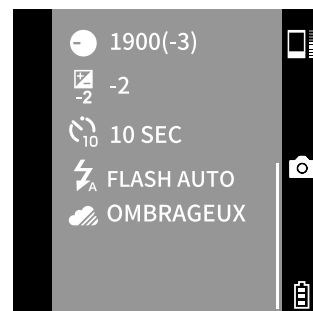 1900(-3)
-2 -2
10 10 SEC
A FLASH AUTO
OMBRAGEUX